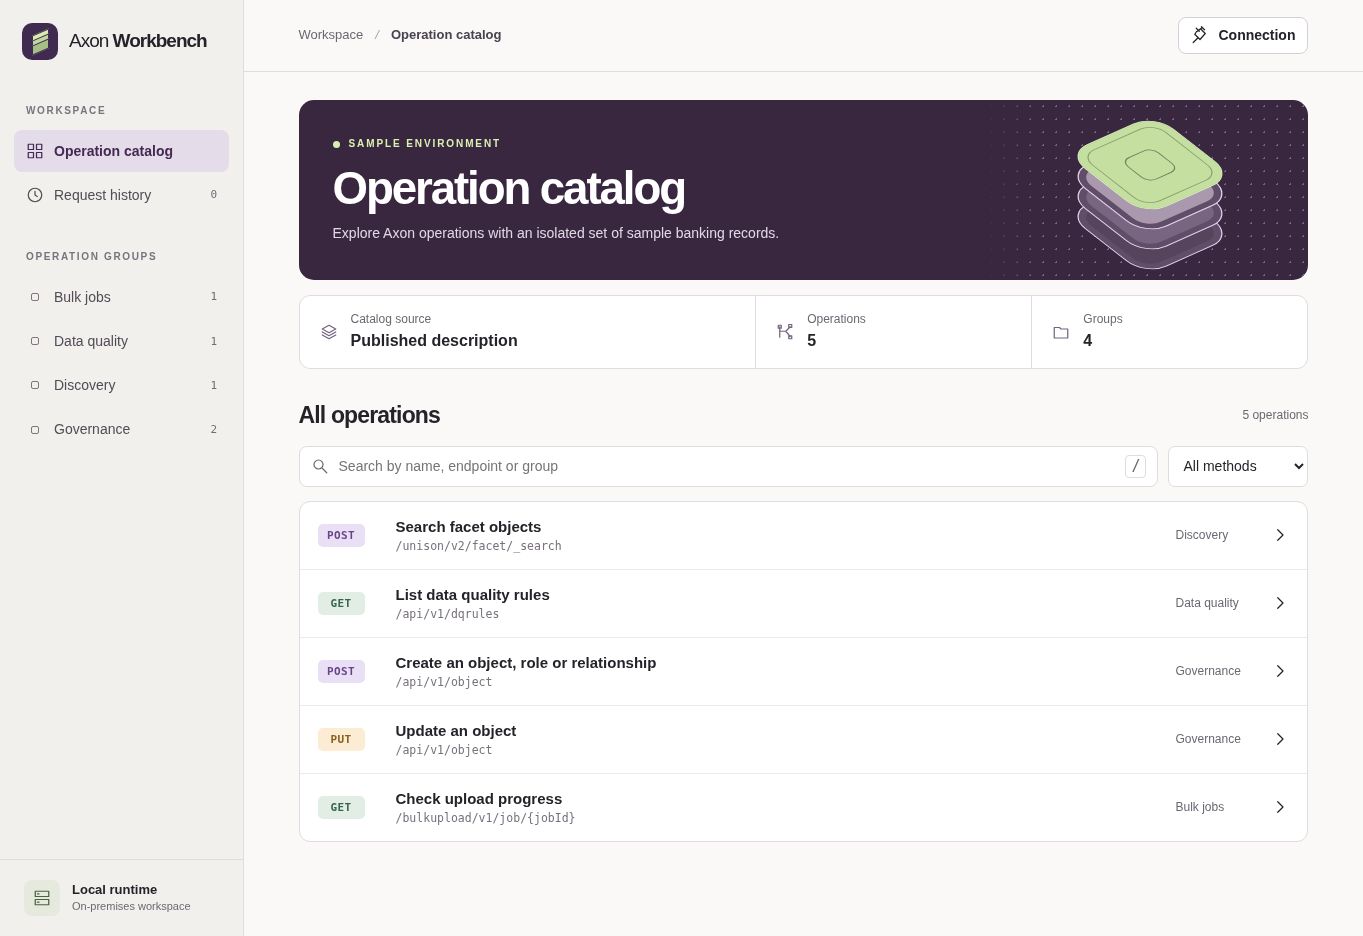 Axon Workbench
WORKSPACE
Operation catalog
Request history 0
OPERATION GROUPS
Bulk jobs 1
Data quality 1
Discovery 1
Governance 2
Local runtime
On-premises workspace
Workspace / Operation catalog
Connection
SAMPLE ENVIRONMENT
Operation catalog
Explore Axon operations with an isolated set of sample banking records.
Catalog source
Published description
Operations
5
Groups
4
All operations
5 operations
Search by name, endpoint or group /
All methods
POST
Search facet objects
/unison/v2/facet/_search
Discovery
GET
List data quality rules
/api/v1/dqrules
Data quality
POST
Create an object, role or relationship
/api/v1/object
Governance
PUT
Update an object
/api/v1/object
Governance
GET
Check upload progress
/bulkupload/v1/job/{jobId}
Bulk jobs